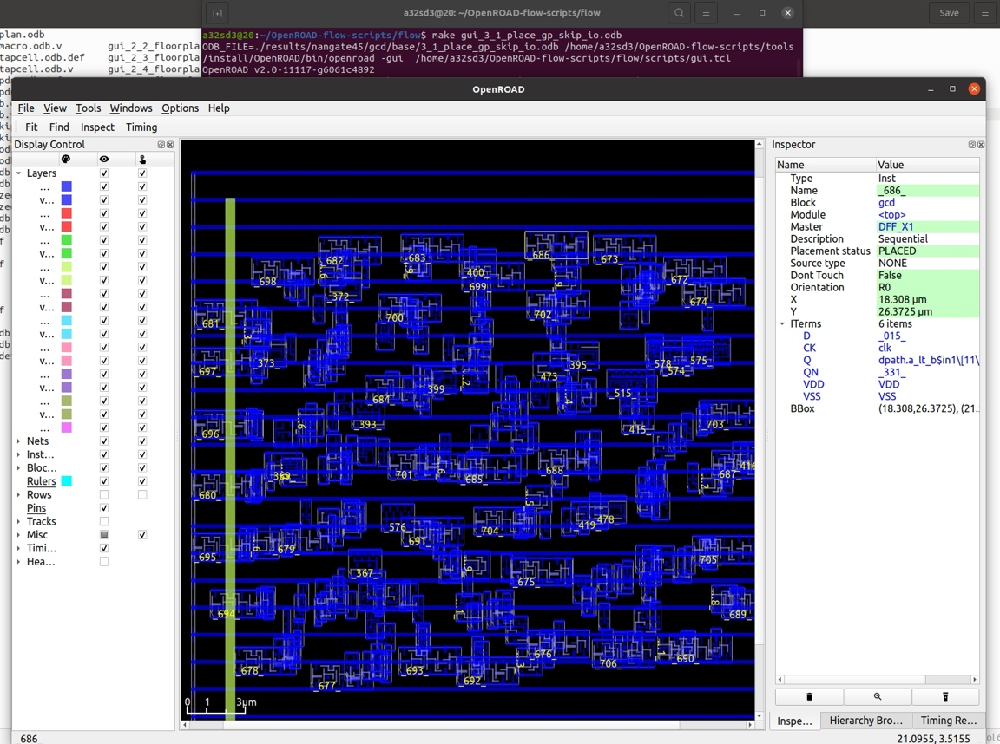 a32sd3@20: ~/OpenROAD-flow-scripts/flow
Save
plan.odb
macro.odb.v gui_2_2_floorpla
tapcell.odb.def gui_2_3_floorpla
tapcell.odb.v gui_2_4_floorpla
a32sd3@20:~/OpenROAD-flow-scripts/flow$ make gui_3_1_place_gp_skip_io.odb
ODB_FILE=./results/nangate45/gcd/base/3_1_place_gp_skip_io.odb /home/a32sd3/OpenROAD-flow-scripts/tools
/install/OpenROAD/bin/openroad -gui /home/a32sd3/OpenROAD-flow-scripts/flow/scripts/gui.tcl
OpenROAD v2.0-11117-g6061c4892
OpenROAD
File View Tools Windows Options Help
Fit Find Inspect Timing
Display Control
Layers
...
v...
...
v...
...
v...
...
v...
...
v...
...
v...
...
v...
...
v...
...
v...
...
Nets
Inst...
Bloc...
Rulers
Rows
Pins
Tracks
Misc
Timi...
Hea...
_682_
_683_
_686_
_673_
_698_
_400_
_699_
_672_
_372_
_674_
_681_
_700_
_702_
_697_
_373_
_395_
_578_
_575_
_574_
_473_
_399_
_684_
_515_
_696_
_393_
_415_
_703_
_369_
_701_
_685_
_688_
_687_
_416
_680_
_576_
_691_
_704_
_419_
_478_
_695_
_679_
_705_
_367_
_675_
_694_
_689_
_678_
_677_
_693_
_692_
_676_
_706_
_690_
0 1 3μm
Inspector
Name Value
Type Inst
Name _686_
Block gcd
Module <top>
Master DFF_X1
Description Sequential
Placement status PLACED
Source type NONE
Dont Touch False
Orientation R0
X 18.308 μm
Y 26.3725 μm
ITerms 6 items
D _015_
CK clk
Q dpath.a_lt_b$in1\[11\
QN _331_
VDD VDD
VSS VSS
BBox (18.308,26.3725), (21..
Inspe... Hierarchy Bro... Timing Re...
_686_
21.0955, 3.5155